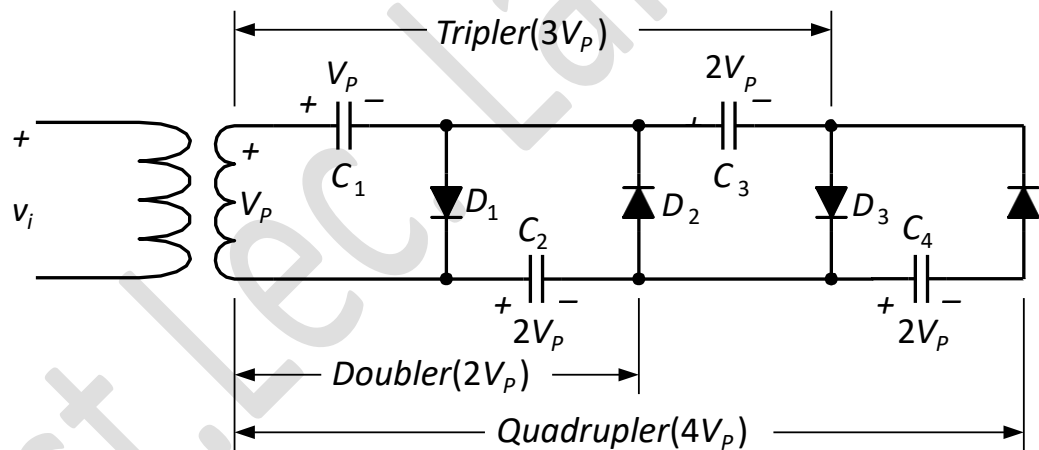 Tripler(3V_P)
V_P
2V_P
+ −
+ −
+
+
v_i
V_P
C_1
C_3
D_1
D_2
D_3
C_2
C_4
+ −
+ −
2V_P
2V_P
Doubler(2V_P)
Quadrupler(4V_P)